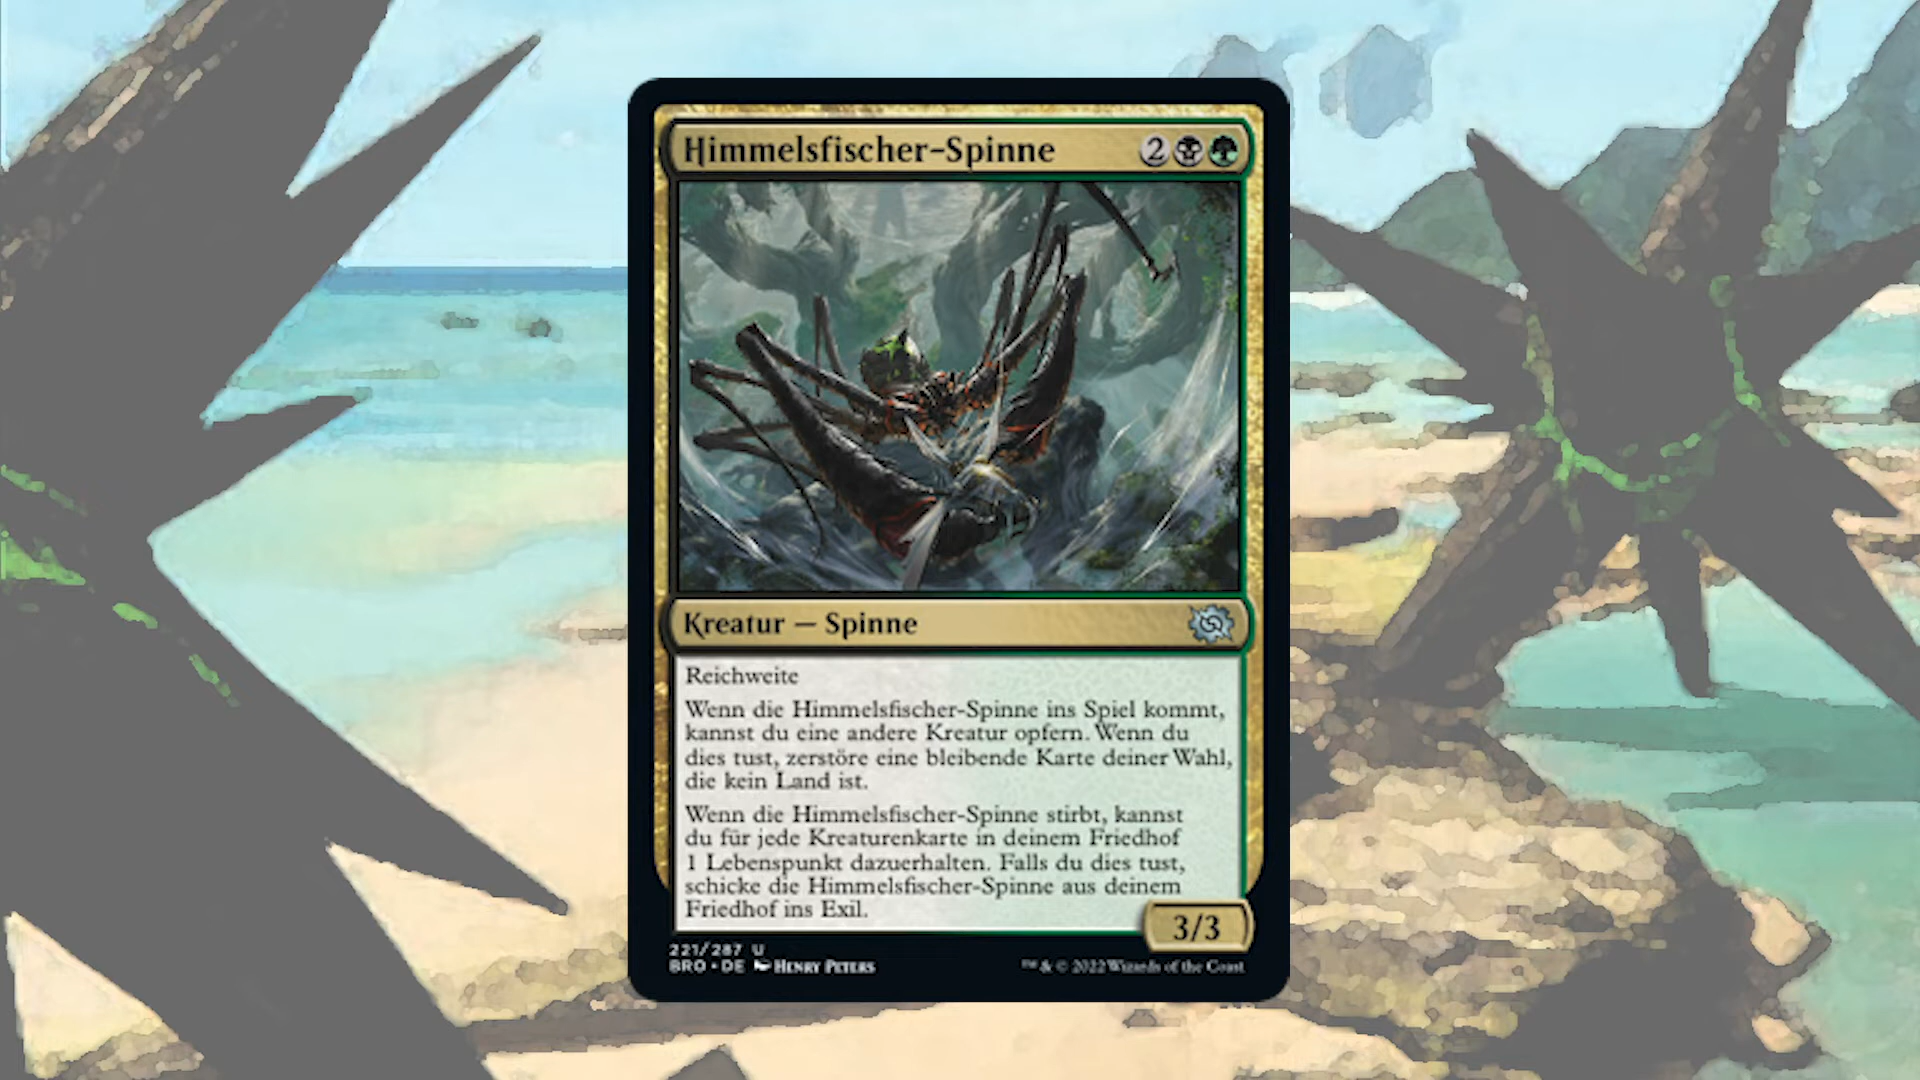 Himmelsfischer-Spinne 2
Kreatur — Spinne
Reichweite
Wenn die Himmelsfischer-Spinne ins Spiel kommt,
kannst du eine andere Kreatur opfern. Wenn du
dies tust, zerstöre eine bleibende Karte deiner Wahl,
die kein Land ist.
Wenn die Himmelsfischer-Spinne stirbt, kannst
du für jede Kreaturenkarte in deinem Friedhof
1 Lebenspunkt dazuerhalten. Falls du dies tust,
schicke die Himmelsfischer-Spinne aus deinem
Friedhof ins Exil.
3/3
221/287 U
BRO • DE Henry Peters
™ & © 2022 Wizards of the Coast